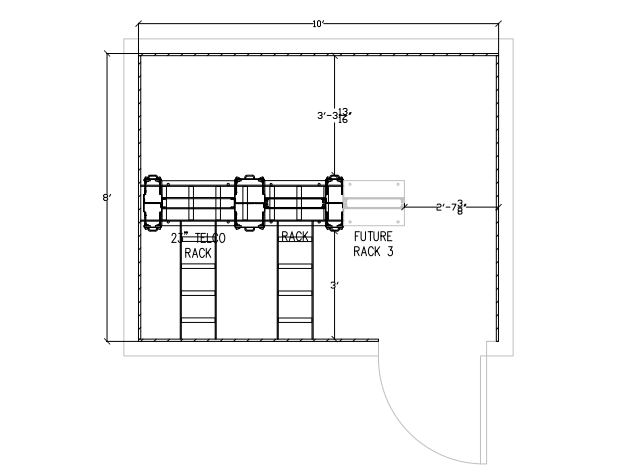 10'
3'-3 13/16"
8'
2'-7 3/8"
23" TELCO
RACK
RACK
FUTURE
RACK 3
3'